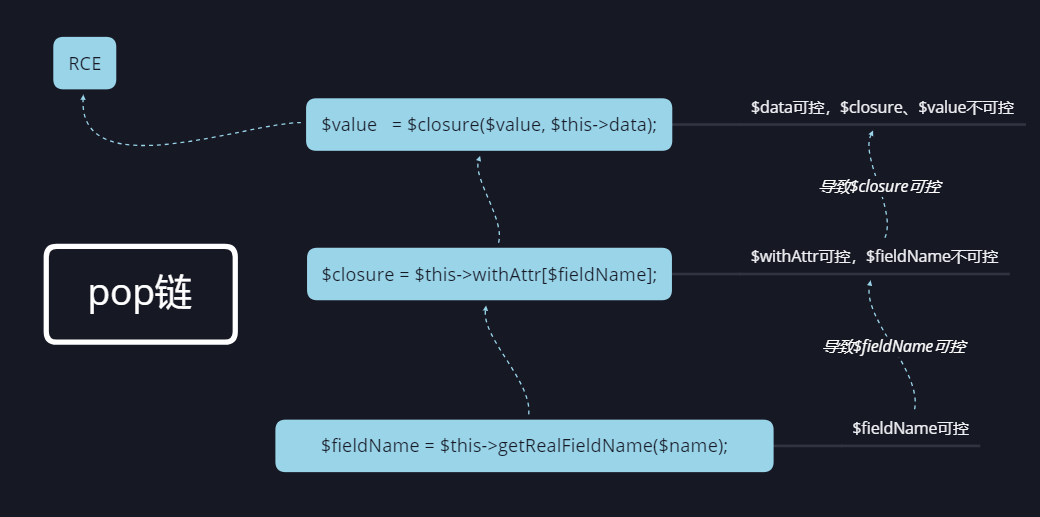 RCE
$value   = $closure($value, $this->data);
$data可控，$closure、$value不可控
导致$closure可控
$closure = $this->withAttr[$fieldName];
$withAttr可控，$fieldName不可控
pop链
导致$fieldName可控
$fieldName = $this->getRealFieldName($name);
$fieldName可控